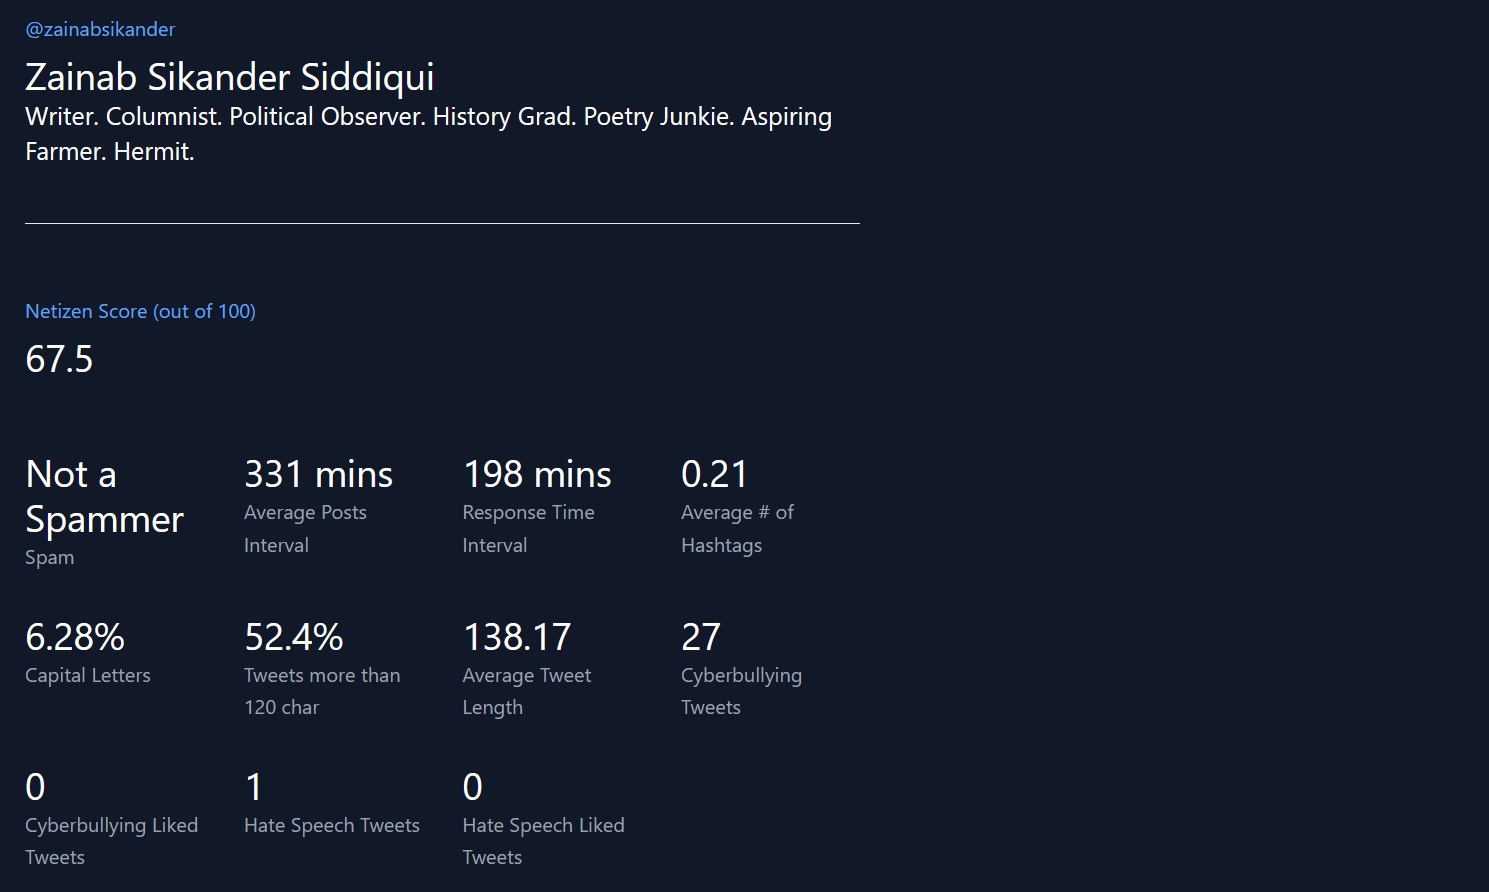 @zainabsikander
Zainab Sikander Siddiqui
Writer. Columnist. Political Observer. History Grad. Poetry Junkie. Aspiring
Farmer. Hermit.
Netizen Score (out of 100)
67.5
Not a
Spammer
Spam
331 mins
Average Posts
Interval
198 mins
Response Time
Interval
0.21
Average # of
Hashtags
6.28%
Capital Letters
52.4%
Tweets more than
120 char
138.17
Average Tweet
Length
27
Cyberbullying
Tweets
0
Cyberbullying Liked
Tweets
1
Hate Speech Tweets
0
Hate Speech Liked
Tweets